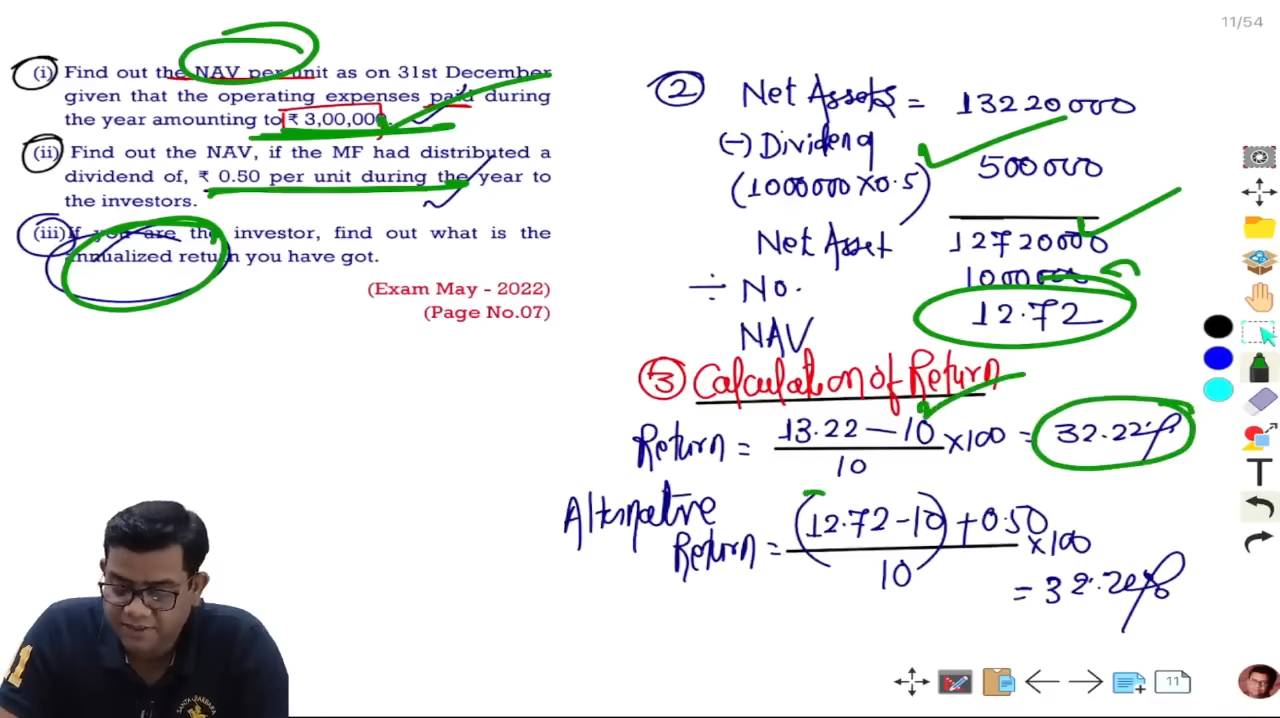 11/54
(i) Find out the NAV per unit as on 31st December
given that the operating expenses paid during
the year amounting to ₹ 3,00,000.
(ii) Find out the NAV, if the MF had distributed a
dividend of, ₹ 0.50 per unit during the year to
the investors.
(iii) If you are the investor, find out what is the
annualized return you have got.
(Exam May - 2022)
(Page No.07)
② Net Assets = 13220000
(-) Dividend
(1000000 X 0.5) 500000
Net Asset 12720000
÷ No. 1000000
NAV 12.72
③ Calculation of Return
Return = 13.22 — 10 X 100 = 32.22%
10
Alternative
Return = (12.72 - 10) + 0.50 X 100
10
= 32.20%
SANTA BARBARA
T
11